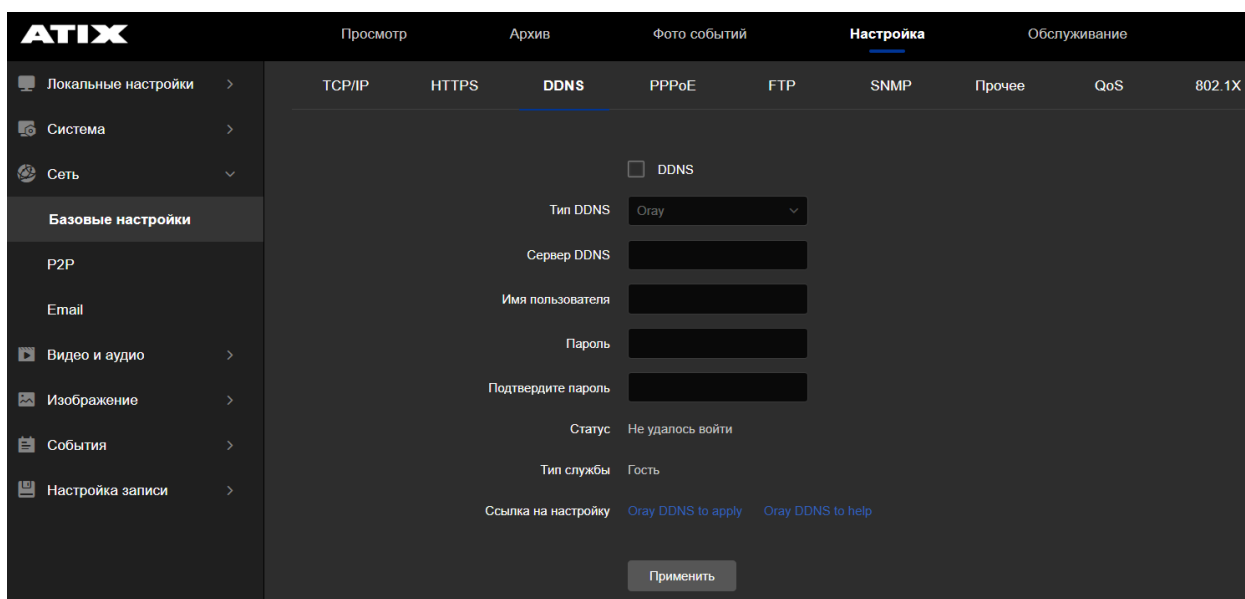 ATIX
Просмотр Архив Фото событий Настройка Обслуживание
Локальные настройки
Система
Сеть
Базовые настройки
P2P
Email
Видео и аудио
Изображение
События
Настройка записи
TCP/IP HTTPS DDNS PPPoE FTP SNMP Прочее QoS 802.1X
DDNS
Тип DDNS Oray
Сервер DDNS
Имя пользователя
Пароль
Подтвердите пароль
Статус Не удалось войти
Тип службы Гость
Ссылка на настройку Oray DDNS to apply Oray DDNS to help
Применить